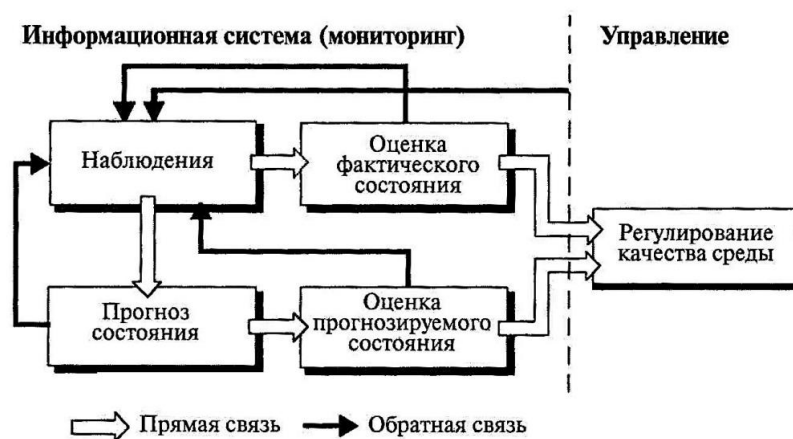 Информационная система (мониторинг)
Управление
Наблюдения
Оценка
фактического
состояния
Регулирование
качества среды
Прогноз
состояния
Оценка
прогнозируемого
состояния
Прямая связь
Обратная связь